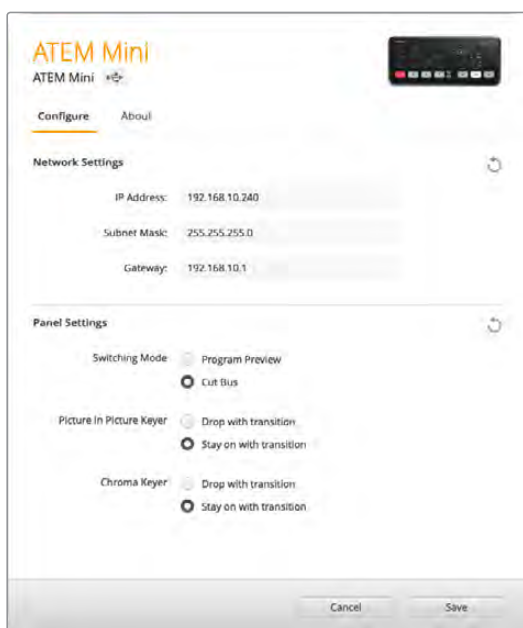 ATEM Mini
ATEM Mini
Configure About
Network Settings
IP Address: 192.168.10.240
Subnet Mask: 255.255.255.0
Gateway: 192.168.10.1
Panel Settings
Switching Mode Program Preview
Cut Bus
Picture In Picture Keyer Drop with transition
Stay on with transition
Chroma Keyer Drop with transition
Stay on with transition
Cancel Save